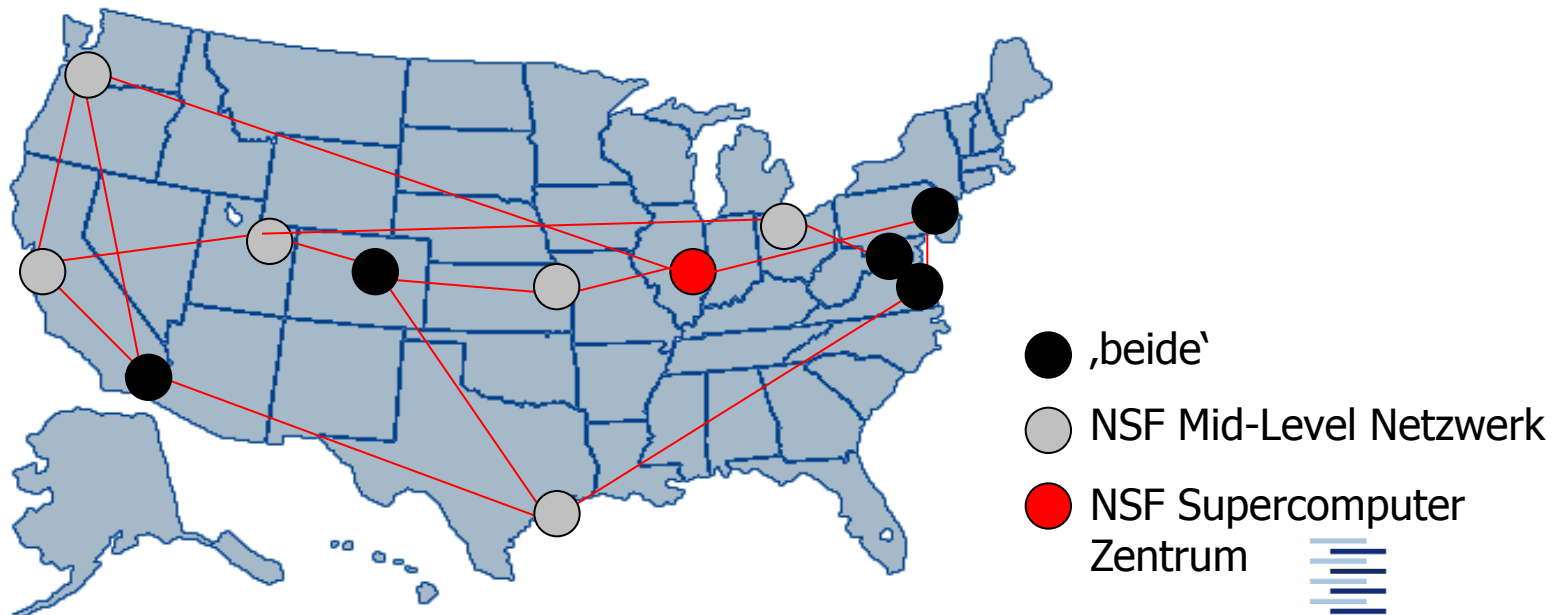 ‚beide‘
NSF Mid-Level Netzwerk
NSF Supercomputer
Zentrum